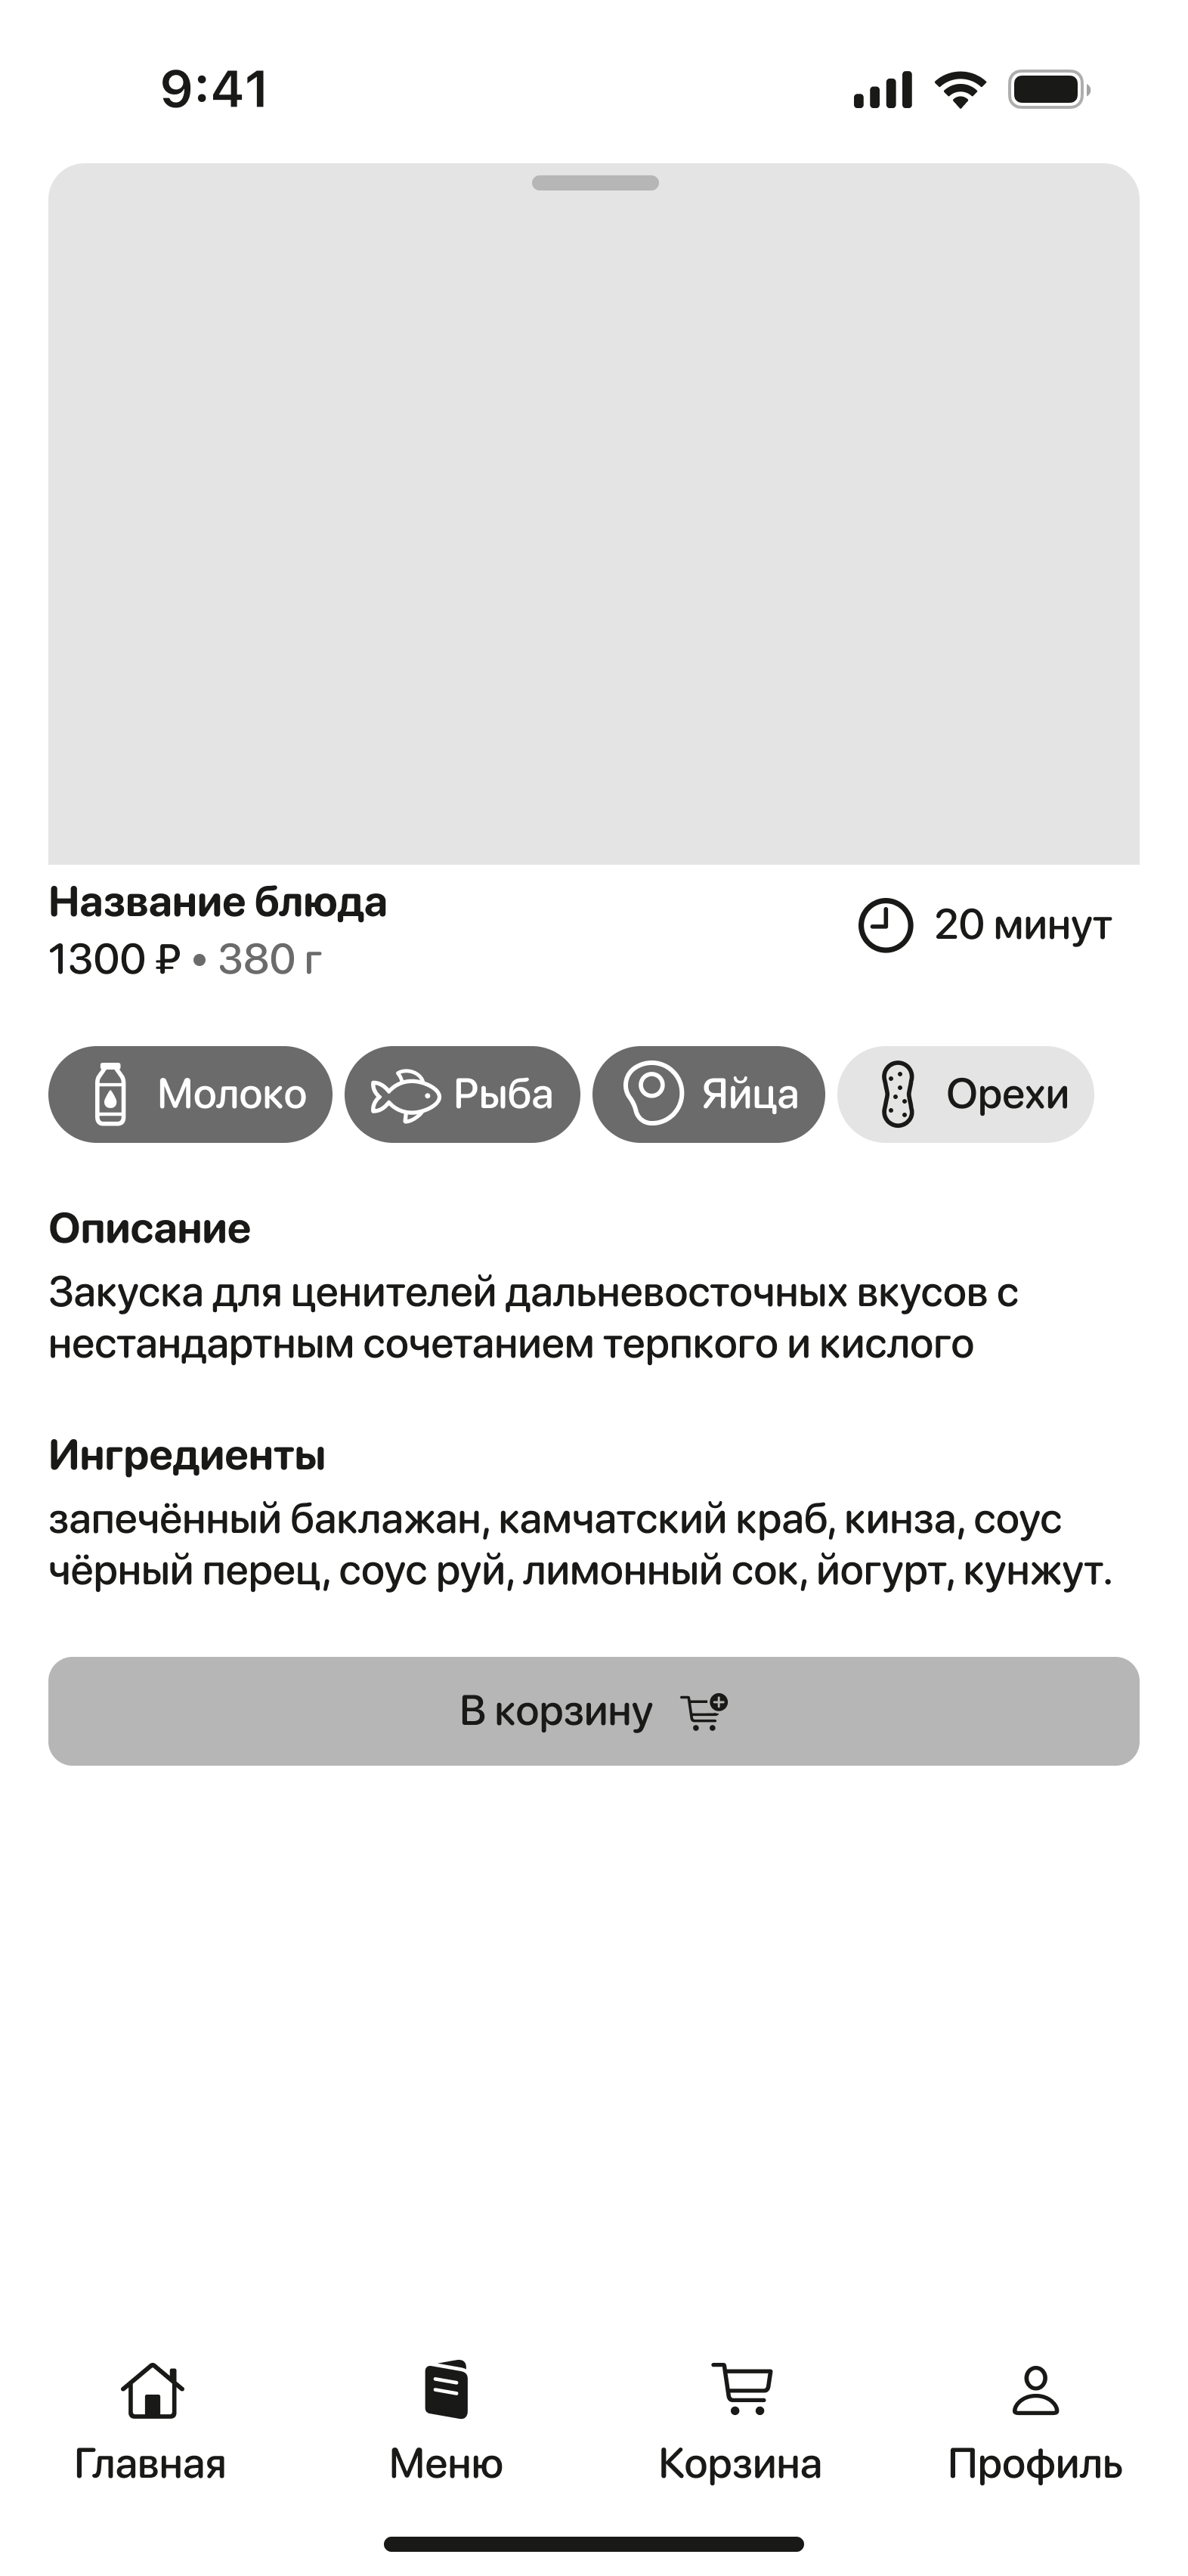 9:41
Название блюда
1300 ₽ • 380 г
20 минут
Молоко
Рыба
Яйца
Орехи
Описание
Закуска для ценителей дальневосточных вкусов с
нестандартным сочетанием терпкого и кислого
Ингредиенты
запечённый баклажан, камчатский краб, кинза, соус
чёрный перец, соус руй, лимонный сок, йогурт, кунжут.
В корзину
Главная
Меню
Корзина
Профиль